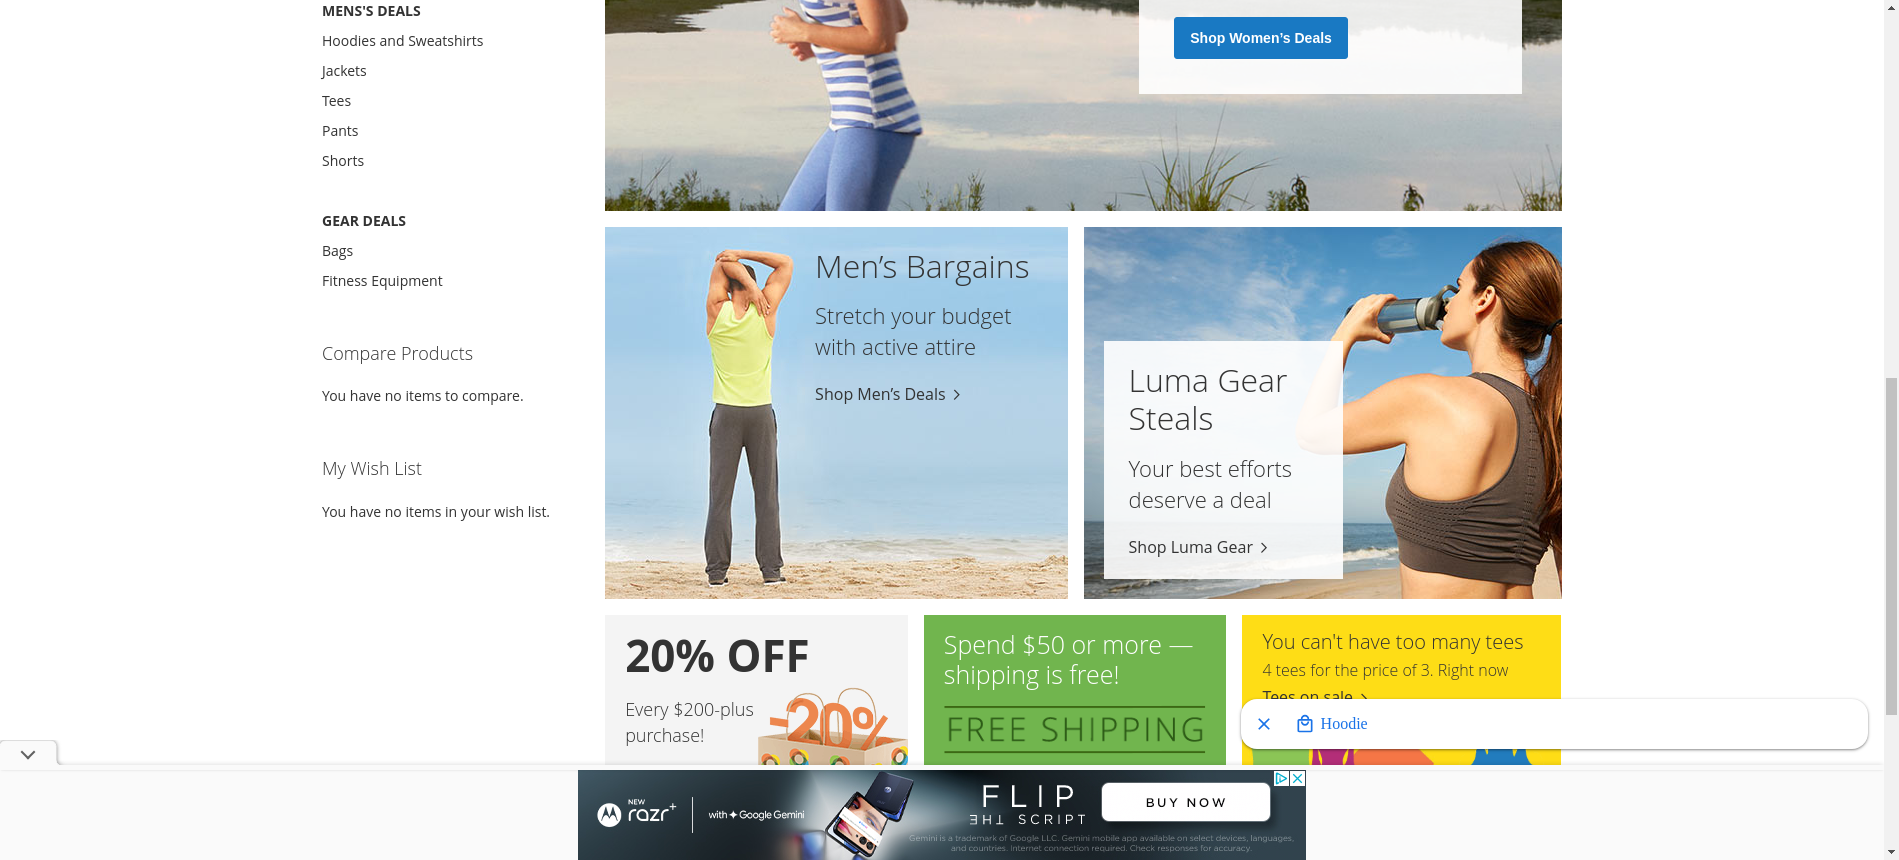 MENS'S DEALS
Hoodies and Sweatshirts
Jackets
Tees
Pants
Shorts
GEAR DEALS
Bags
Fitness Equipment
Compare Products
You have no items to compare.
My Wish List
You have no items in your wish list.
Shop Women’s Deals
Men’s Bargains
Stretch your budget
with active attire
Shop Men’s Deals
Luma Gear
Steals
Your best efforts
deserve a deal
Shop Luma Gear
20% OFF
Every $200-plus
purchase!
-20%
Spend $50 or more —
shipping is free!
FREE SHIPPING
You can't have too many tees
4 tees for the price of 3. Right now
Tees on sale
Hoodie
NEW
razr+
with Google Gemini
FLIP
THE SCRIPT
BUY NOW
Gemini is a trademark of Google LLC. Gemini mobile app available on select devices, languages,
and countries. Internet connection required. Check responses for accuracy.